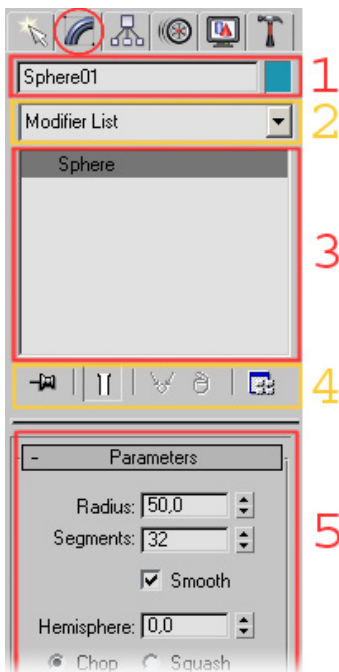 Sphere01
1
Modifier List
2
Sphere
3
4
- Parameters
5
Radius: 50,0
Segments: 32
Smooth
Hemisphere: 0,0
Chop Squash